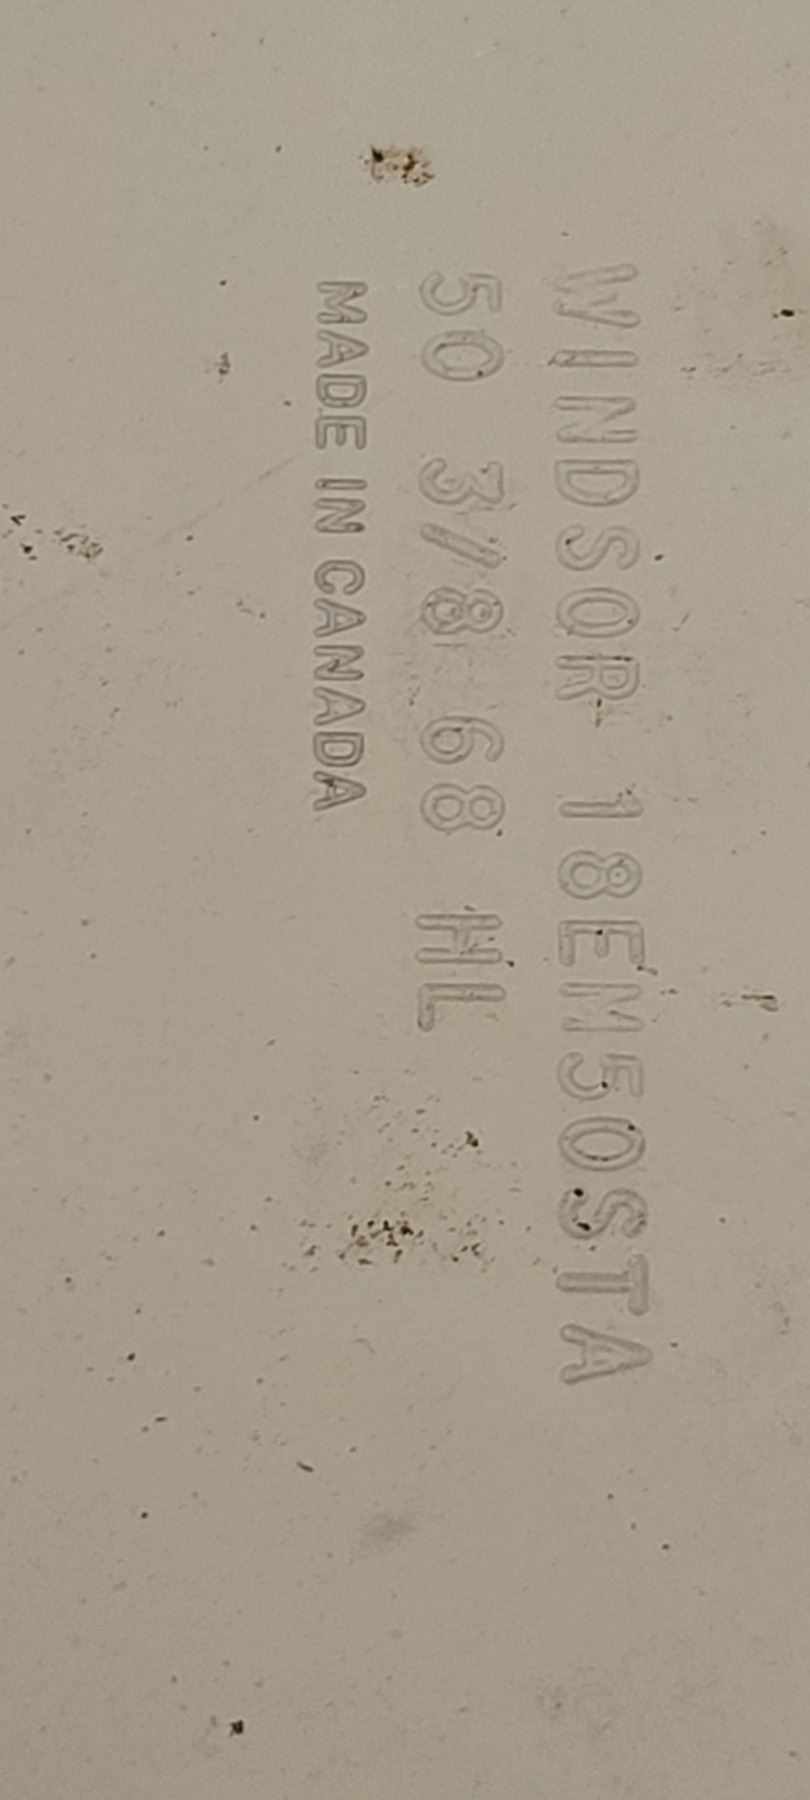 WINDSOR 18EM50STA
50 3/8 68 HL
MADE IN CANADA